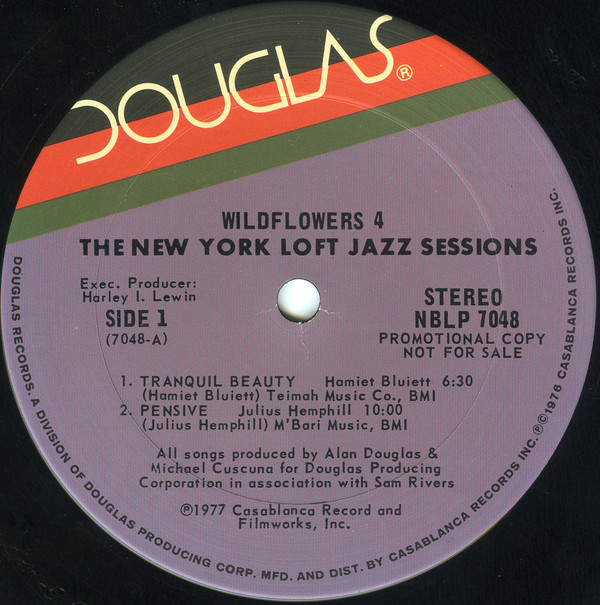 DOUGLAS®
WILDFLOWERS 4
THE NEW YORK LOFT JAZZ SESSIONS
Exec. Producer:
Harley I. Lewin
SIDE 1
(7048-A)
STEREO
NBLP 7048
PROMOTIONAL COPY
NOT FOR SALE
1. TRANQUIL BEAUTY Hamiet Bluiett 6:30
(Hamiet Bluiett) Teimah Music Co., BMI
2. PENSIVE Julius Hemphill 10:00
(Julius Hemphill) M'Bari Music, BMI
All songs produced by Alan Douglas &
Michael Cuscuna for Douglas Producing
Corporation in association with Sam Rivers
℗1977 Casablanca Record and
Filmworks, Inc.
DOUGLAS RECORDS. A DIVISION OF DOUGLAS PRODUCING CORP. MFD. AND DIST. BY CASABLANCA RECORDS INC. ℗©1976 CASABLANCA RECORDS INC.